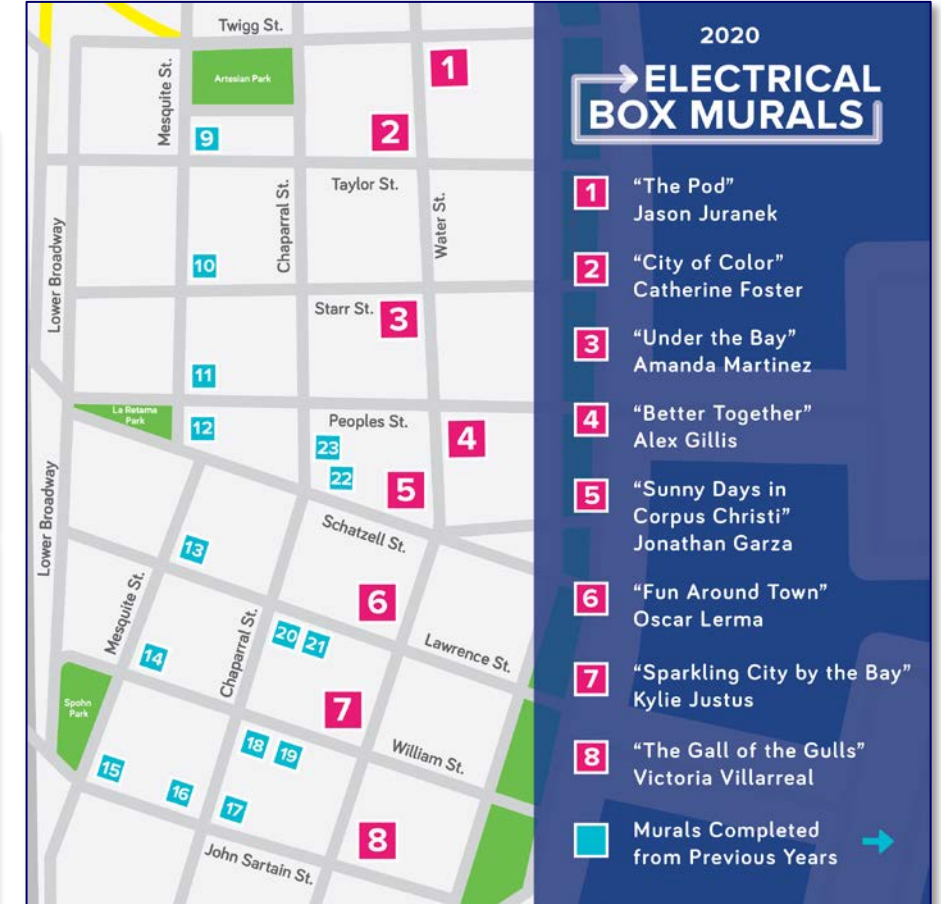 Twigg St.
Mesquite St.
Artesian Park
1
2
9
Taylor St.
Chaparral St.
Water St.
Lower Broadway
10
Starr St.
3
11
La Retama
Park
12
Peoples St.
23
22
4
5
Lower Broadway
Schatzell St.
13
6
Mesquite St.
14
Chaparral St.
20
21
Lawrence St.
Spohn
Park
7
15
16
18
19
17
William St.
8
John Sartain St.
2020
ELECTRICAL
BOX MURALS
1
“The Pod”
Jason Juranek
2
“City of Color”
Catherine Foster
3
“Under the Bay”
Amanda Martinez
4
“Better Together”
Alex Gillis
5
“Sunny Days in
Corpus Christi”
Jonathan Garza
6
“Fun Around Town”
Oscar Lerma
7
“Sparkling City by the Bay”
Kylie Justus
8
“The Gall of the Gulls”
Victoria Villarreal
Murals Completed
from Previous Years